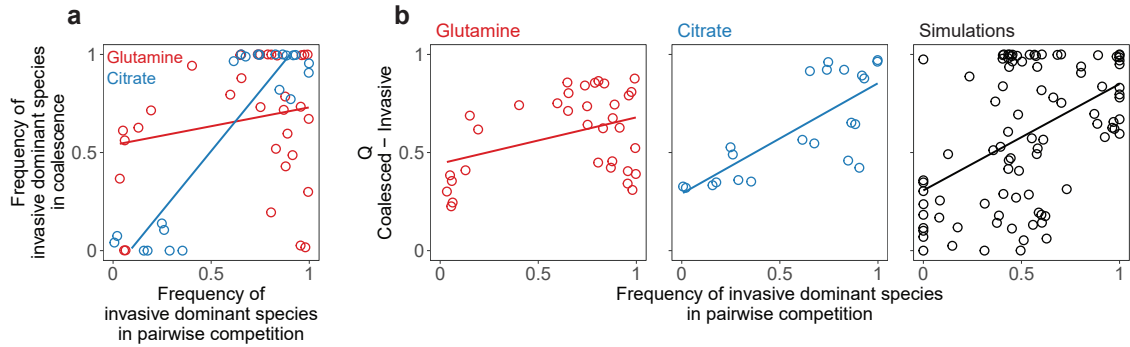 a
Frequency of
invasive dominant species
in coalescence
1
0.5
0
Glutamine
Citrate
0
0.5
1
Frequency of
invasive dominant species
in pairwise competition
b
Q
Coalesced − Invasive
Glutamine
1
0.5
0
0
0.5
1
Citrate
0
0.5
1
Simulations
0
0.5
1
Frequency of invasive dominant species
in pairwise competition